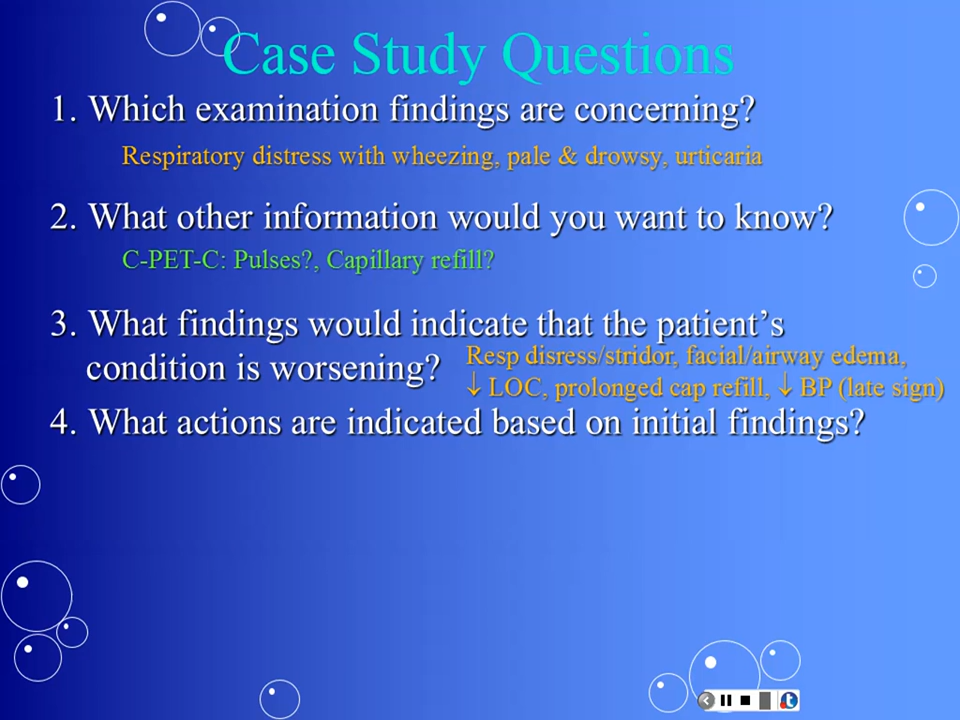 Case Study Questions
1. Which examination findings are concerning?
Respiratory distress with wheezing, pale & drowsy, urticaria
2. What other information would you want to know?
C-PET-C: Pulses?, Capillary refill?
3. What findings would indicate that the patient's
condition is worsening?
Resp disress/stridor, facial/airway edema,
↓ LOC, prolonged cap refill, ↓ BP (late sign)
4. What actions are indicated based on initial findings?
t